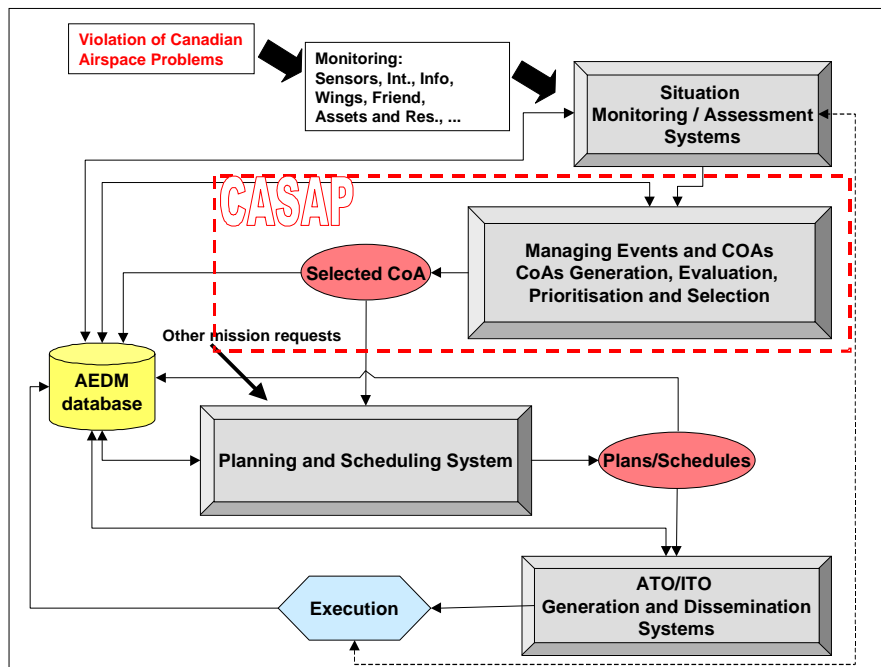 Violation of Canadian
Airspace Problems
Monitoring:
Sensors, Int., Info,
Wings, Friend,
Assets and Res., ...
Situation
Monitoring / Assessment
Systems
CASAP
Managing Events and COAs
CoAs Generation, Evaluation,
Prioritisation and Selection
Selected CoA
Other mission requests
AEDM
database
Planning and Scheduling System
Plans/Schedules
ATO/ITO
Generation and Dissemination
Systems
Execution